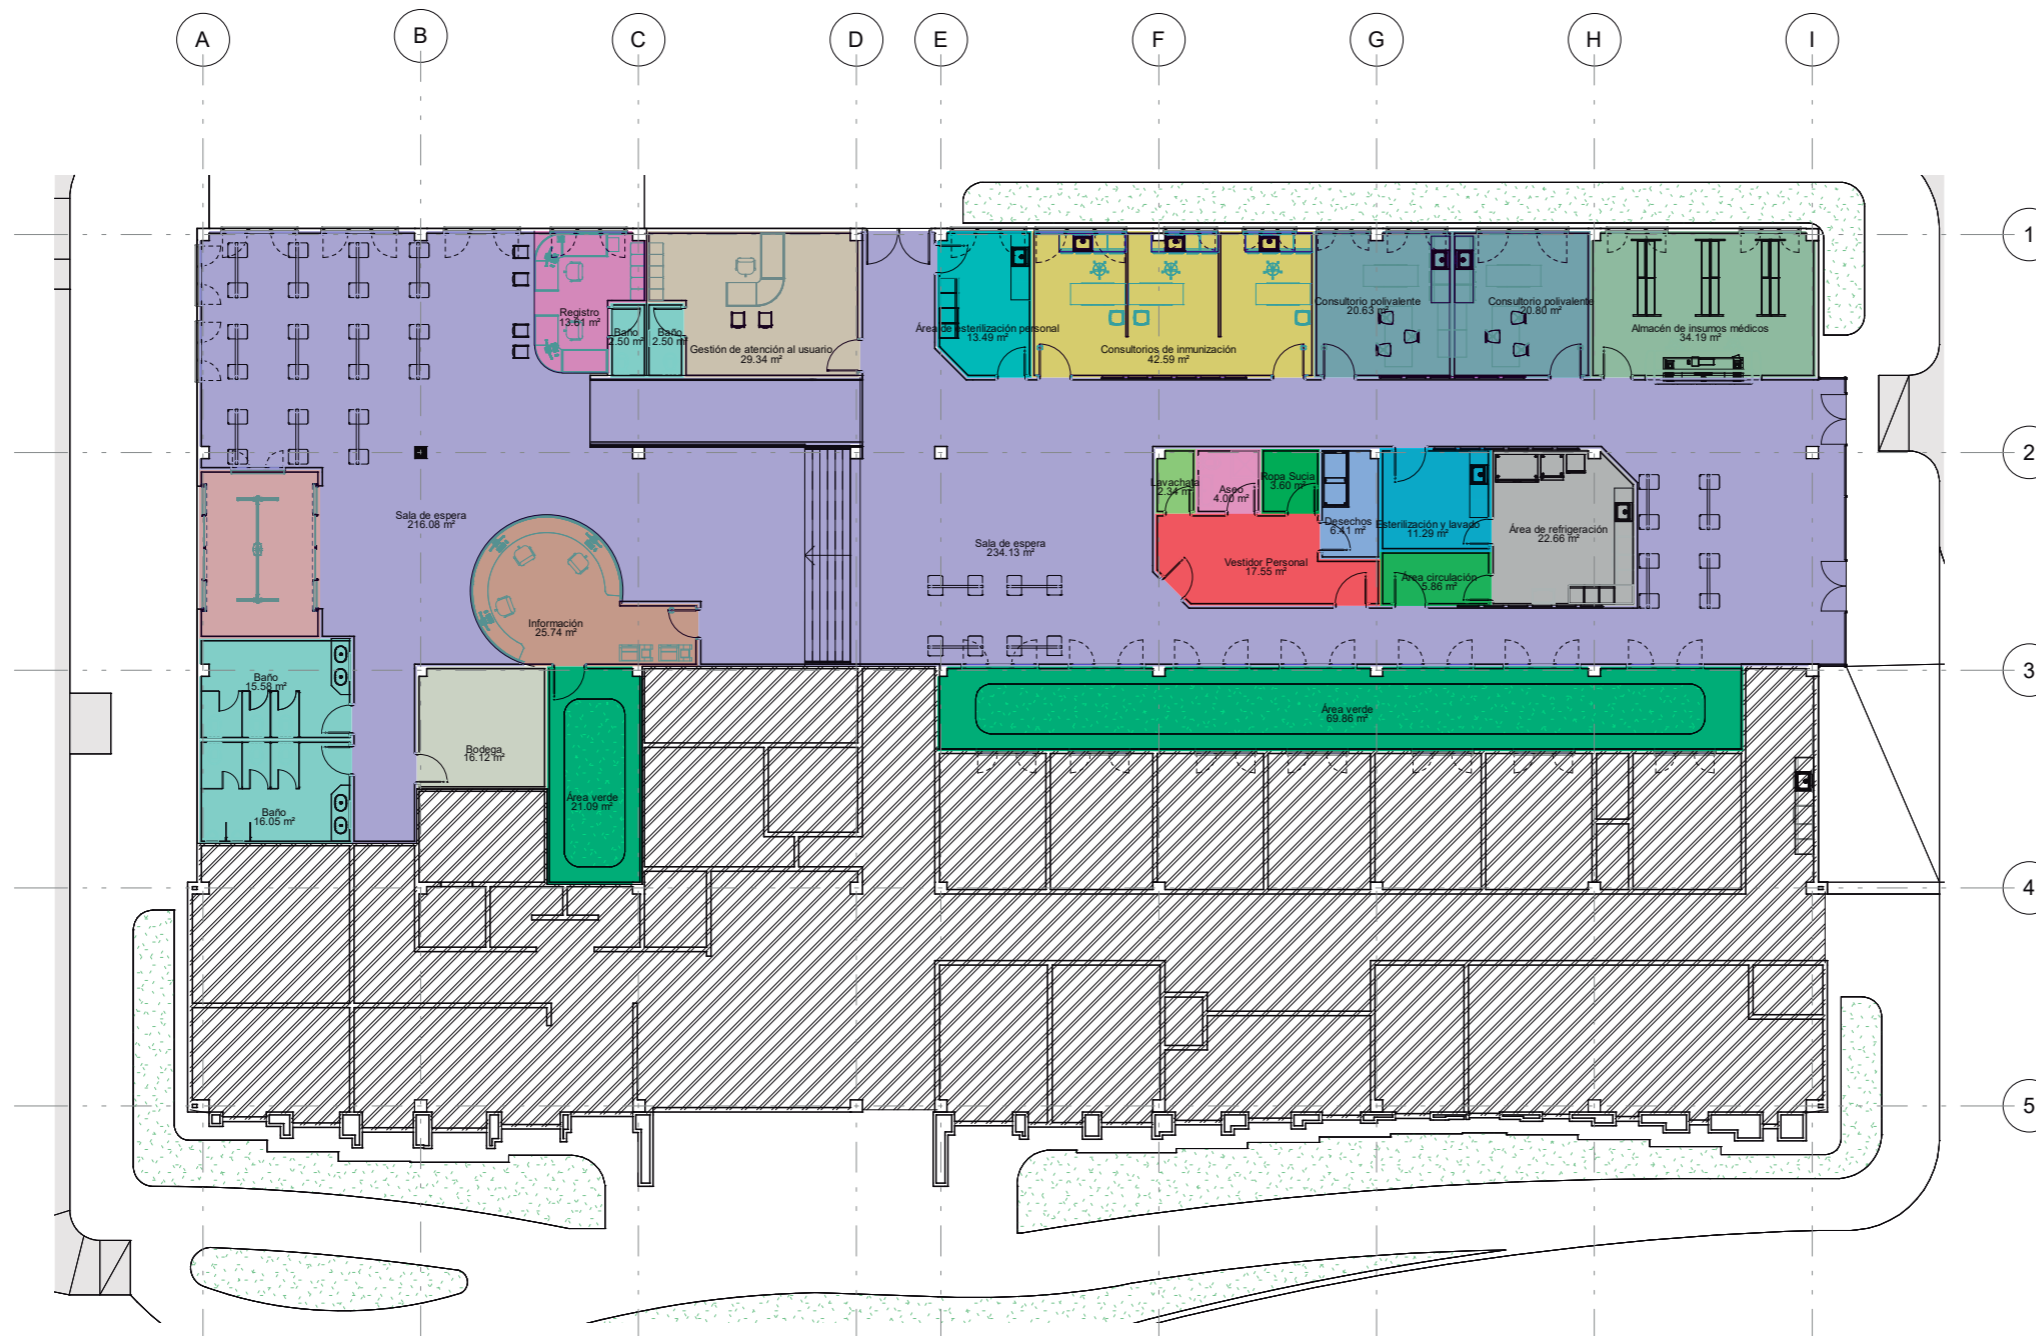 A
B
C
D
E
F
G
H
I
1
Registro
13.61 m²
Baño
2.50 m²
Baño
2.50 m²
Gestión de atención al usuario
29.34 m²
Área de esterilización personal
13.49 m²
Consultorios de inmunización
42.59 m²
Consultorio polivalente
20.63 m²
Consultorio polivalente
20.80 m²
Almacén de insumos médicos
34.19 m²
2
Sala de espera
216.08 m²
Sala de espera
234.13 m²
Lavachata
2.34 m²
Aseo
4.00 m²
Ropa Sucia
3.60 m²
Desechos
6.41 m²
Esterilización y lavado
11.29 m²
Área de refrigeración
22.66 m²
Vestidor Personal
17.55 m²
Área circulación
5.86 m²
Información
25.74 m²
3
Baño
15.58 m²
Bodega
16.12 m²
Área verde
69.86 m²
Área verde
21.09 m²
Baño
16.05 m²
4
5